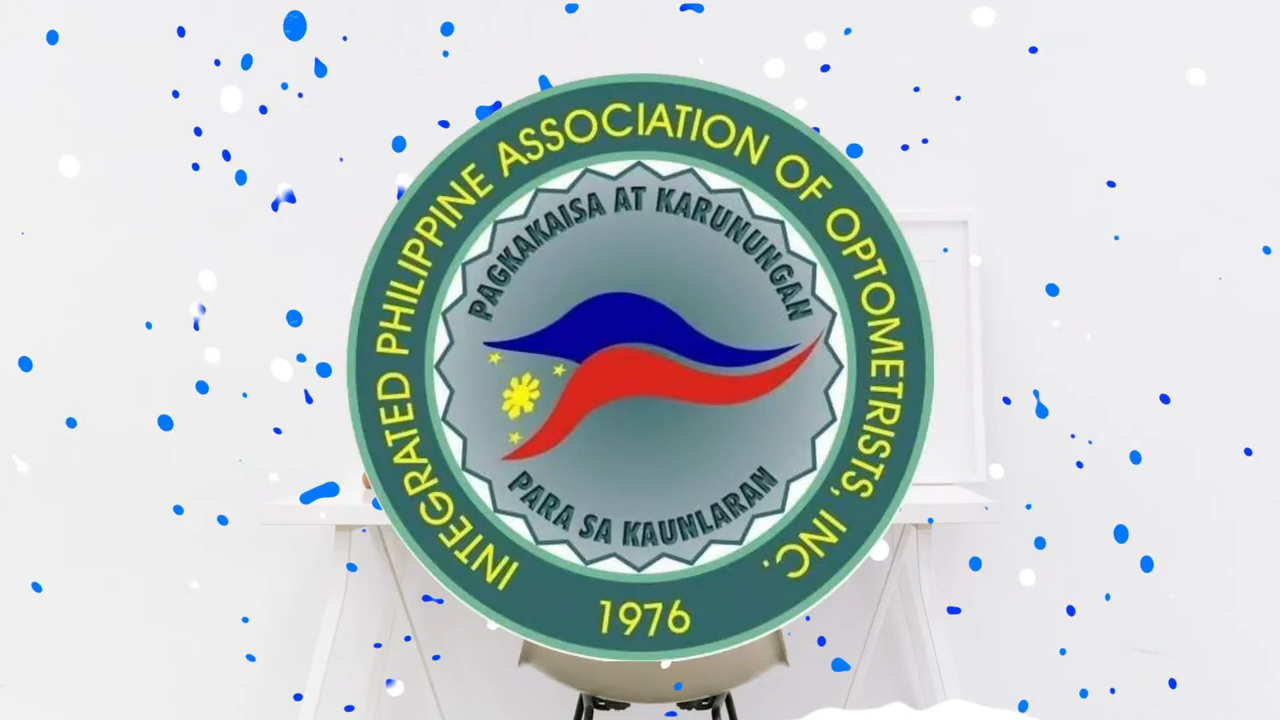 INTEGRATED PHILIPPINE ASSOCIATION OF OPTOMETRISTS, INC.
PAGKAKAISA AT KARUNUNGAN
PARA SA KAUNLARAN
1976